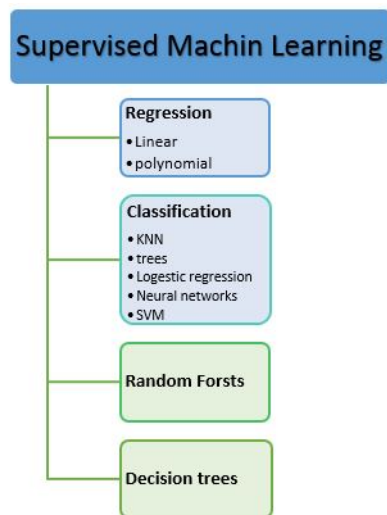 Supervised Machin Learning
Regression
• Linear
• polynomial
Classification
• KNN
• trees
• Logestic regression
• Neural networks
• SVM
Random Forsts
Decision trees